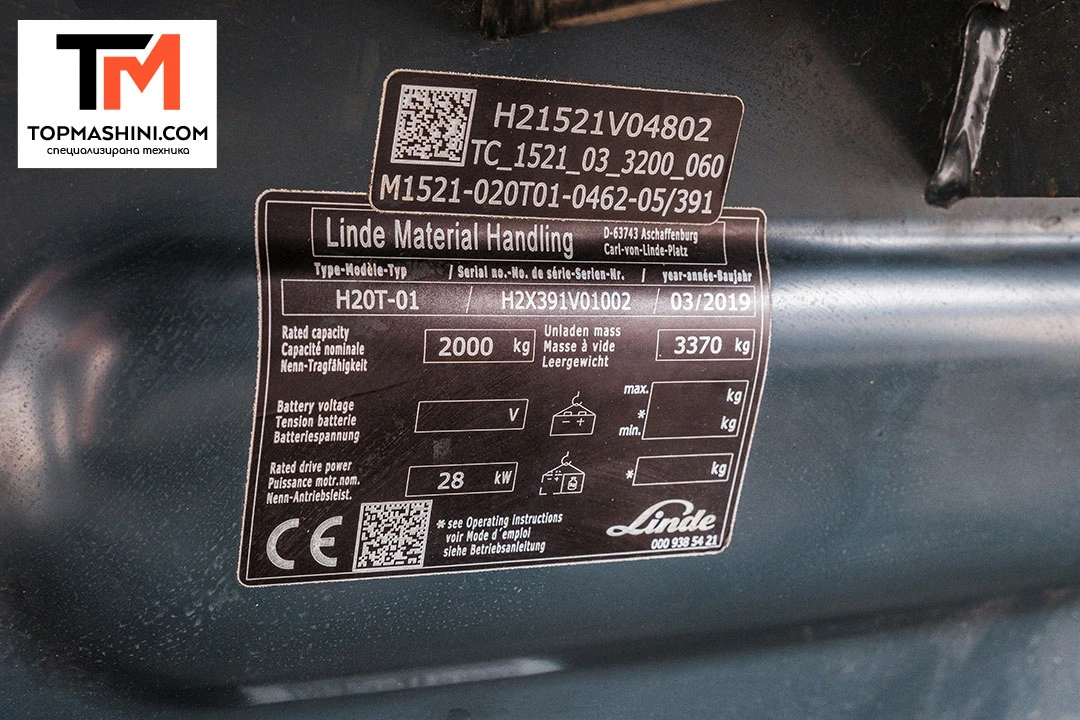 TM
TOPMASHINI.COM
специализирана техника
H21521V04802
TC_1521_03_3200_060
M1521-020T01-0462-05/391
Linde Material Handling
D-63743 Aschaffenburg
Carl-von-Linde-Platz
Type-Modèle-Typ / Serial no.-No. de série-Serien-Nr. / year-année-Baujahr
H20T-01 / H2X391V01002 / 03/2019
Rated capacity
Capacité nominale
Nenn-Tragfähigkeit
2000 kg
Unladen mass
Masse à vide
Leergewicht
3370 kg
Battery voltage
Tension batterie
Batteriespannung
V
- +
max. kg
*
min. kg
Rated drive power
Puissance motr.nom.
Nenn-Antriebsleist.
28 kW
* kg
CE
* see Operating instructions
voir Mode d´emploi
siehe Betriebsanleitung
Linde
000 938 54 21